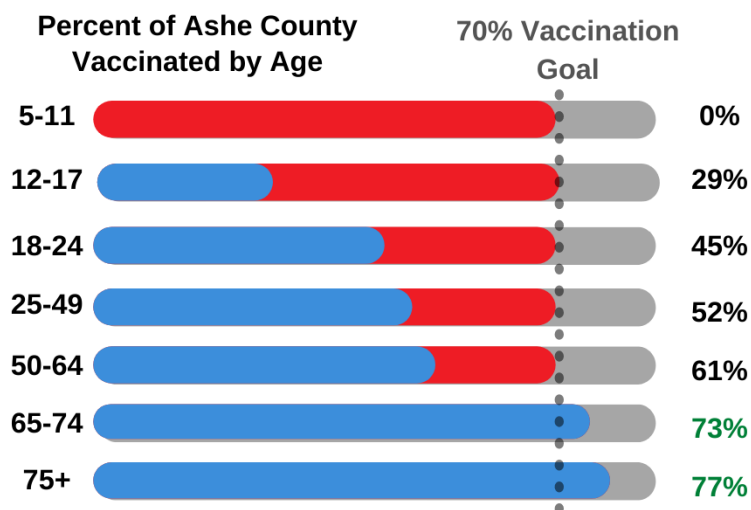 Percent of Ashe County
Vaccinated by Age
70% Vaccination
Goal
5-11 0%
12-17 29%
18-24 45%
25-49 52%
50-64 61%
65-74 73%
75+ 77%